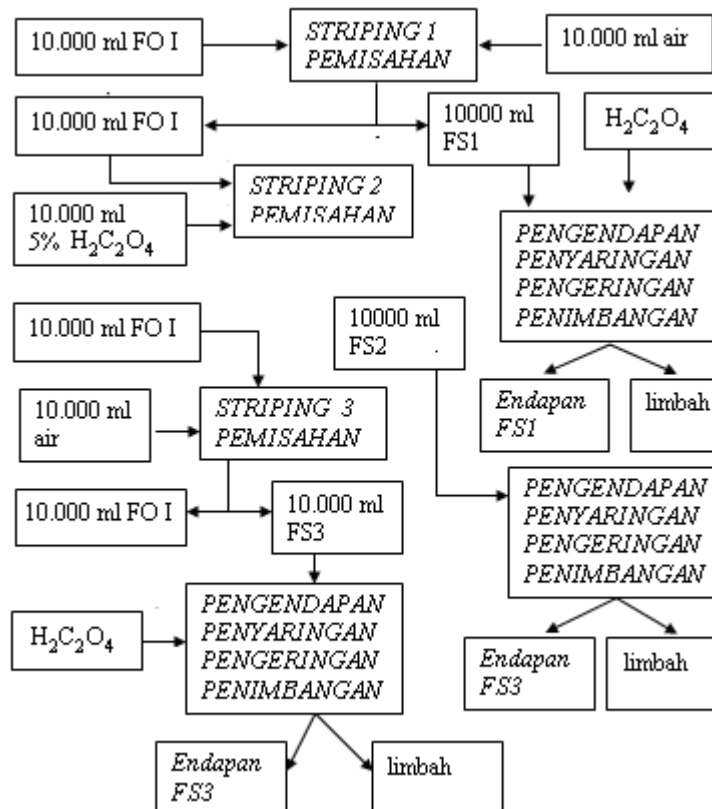 10.000 ml FO I
STRIPING 1
PEMISAHAN
10.000 ml air
10.000 ml FO I
10000 ml
FS1
H₂C₂O₄
STRIPING 2
PEMISAHAN
10.000 ml
5% H₂C₂O₄
PENGENDAPAN
PENYARINGAN
PENGERINGAN
PENIMBANGAN
10.000 ml FO I
10000 ml
FS2
Endapan
FS1
limbah
10.000 ml
air
STRIPING 3
PEMISAHAN
10.000 ml FO I
10.000 ml
FS3
PENGENDAPAN
PENYARINGAN
PENGERINGAN
PENIMBANGAN
H₂C₂O₄
PENGENDAPAN
PENYARINGAN
PENGERINGAN
PENIMBANGAN
Endapan
FS3
limbah
Endapan
FS3
limbah